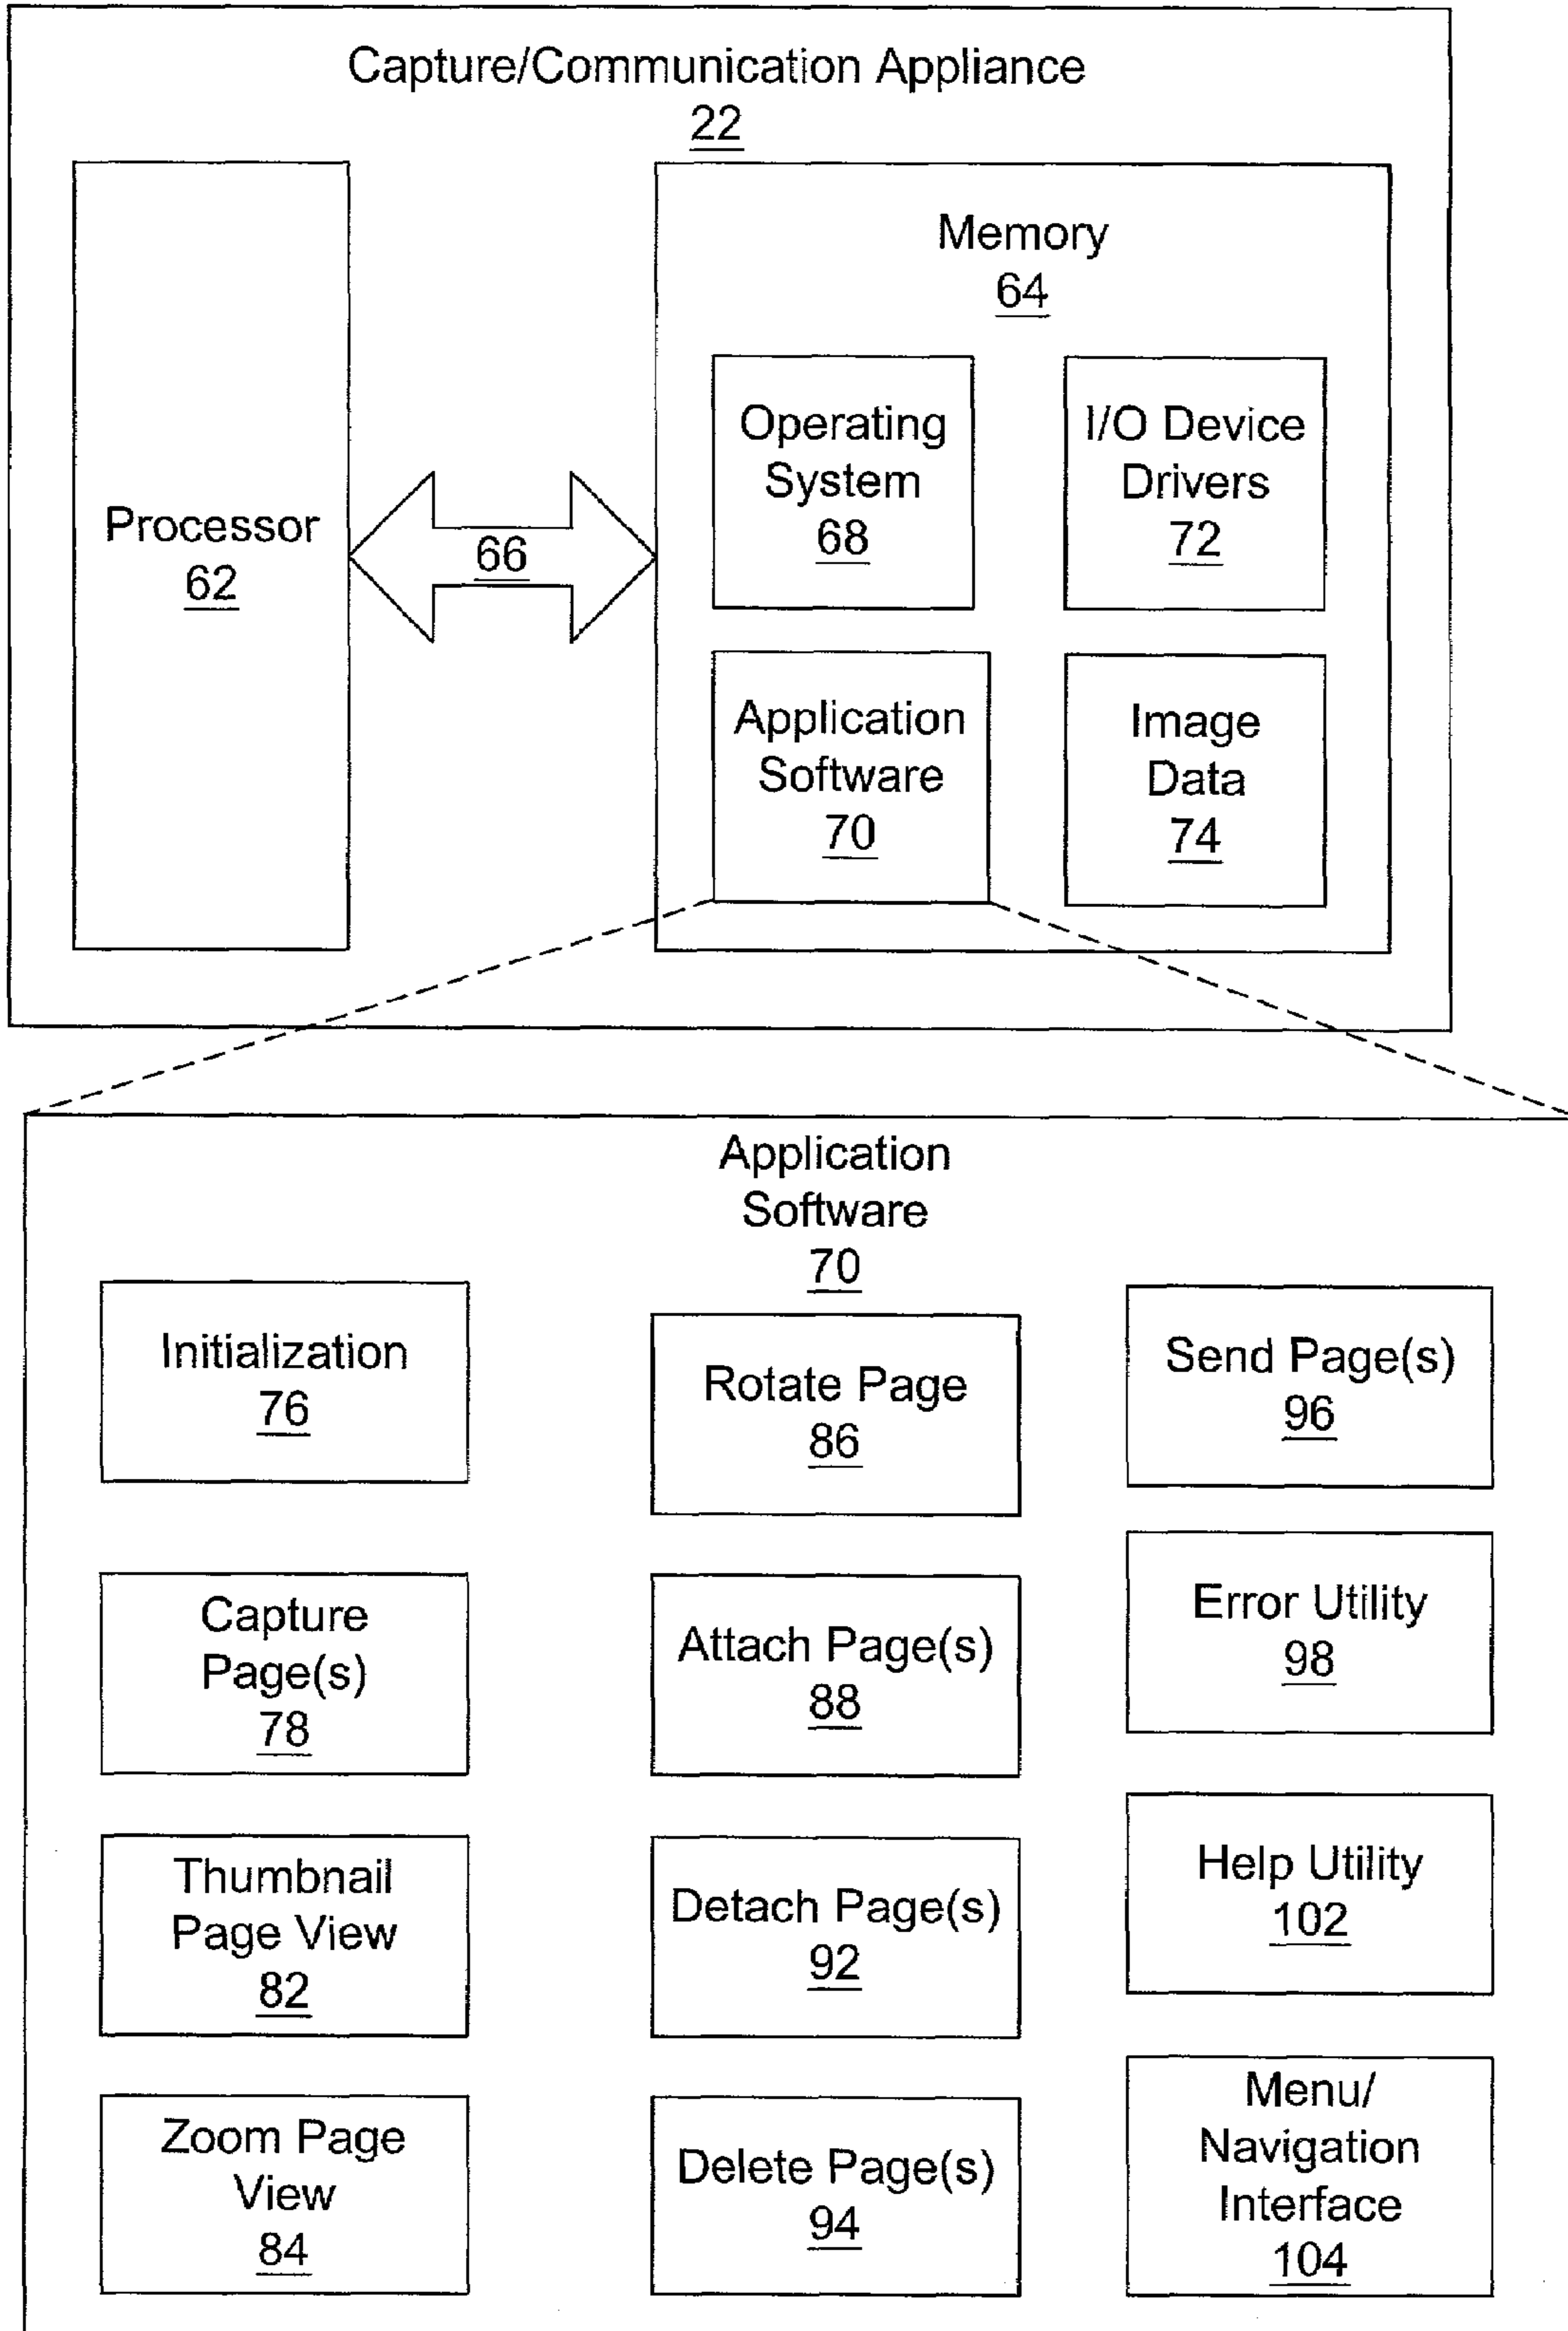 Capture/Communication Appliance
22
Processor
62
66
Memory
64
Operating
System
68
I/O Device
Drivers
72
Application
Software
70
Image
Data
74
Application
Software
70
Initialization
76
Capture
Page(s)
78
Thumbnail
Page View
82
Zoom Page
View
84
Rotate Page
86
Attach Page(s)
88
Detach Page(s)
92
Delete Page(s)
94
Send Page(s)
96
Error Utility
98
Help Utility
102
Menu/
Navigation
Interface
104